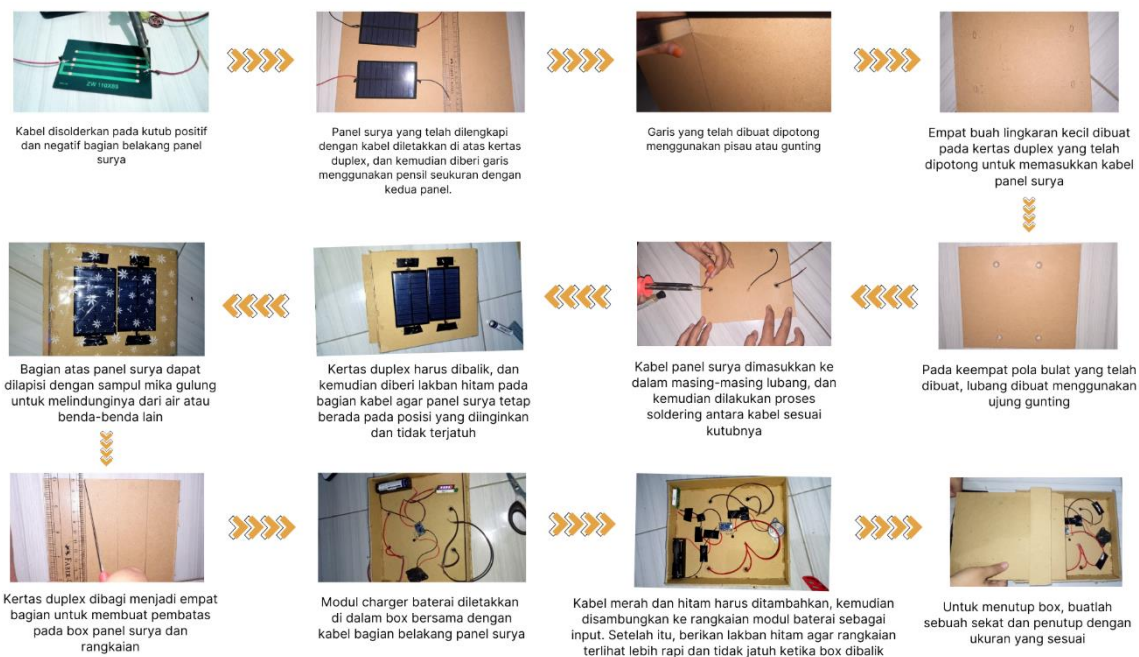 Kabel disolderkan pada kutub positif
dan negatif bagian belakang panel
surya
Panel surya yang telah dilengkapi
dengan kabel diletakkan di atas kertas
duplex, dan kemudian diberi garis
menggunakan pensil seukuran dengan
kedua panel.
Garis yang telah dibuat dipotong
menggunakan pisau atau gunting
Empat buah lingkaran kecil dibuat
pada kertas duplex yang telah
dipotong untuk memasukkan kabel
panel surya
Pada keempat pola bulat yang telah
dibuat, lubang dibuat menggunakan
ujung gunting
Kabel panel surya dimasukkan ke
dalam masing-masing lubang, dan
kemudian dilakukan proses
soldering antara kabel sesuai
kutubnya
Kertas duplex harus dibalik, dan
kemudian diberi lakban hitam pada
bagian kabel agar panel surya tetap
berada pada posisi yang diinginkan
dan tidak terjatuh
Bagian atas panel surya dapat
dilapisi dengan sampul mika gulung
untuk melindunginya dari air atau
benda-benda lain
Kertas duplex dibagi menjadi empat
bagian untuk membuat pembatas
pada box panel surya dan
rangkaian
Modul charger baterai diletakkan
di dalam box bersama dengan
kabel bagian belakang panel surya
Kabel merah dan hitam harus ditambahkan, kemudian
disambungkan ke rangkaian modul baterai sebagai
input. Setelah itu, berikan lakban hitam agar rangkaian
terlihat lebih rapi dan tidak jatuh ketika box dibalik
Untuk menutup box, buatlah
sebuah sekat dan penutup dengan
ukuran yang sesuai